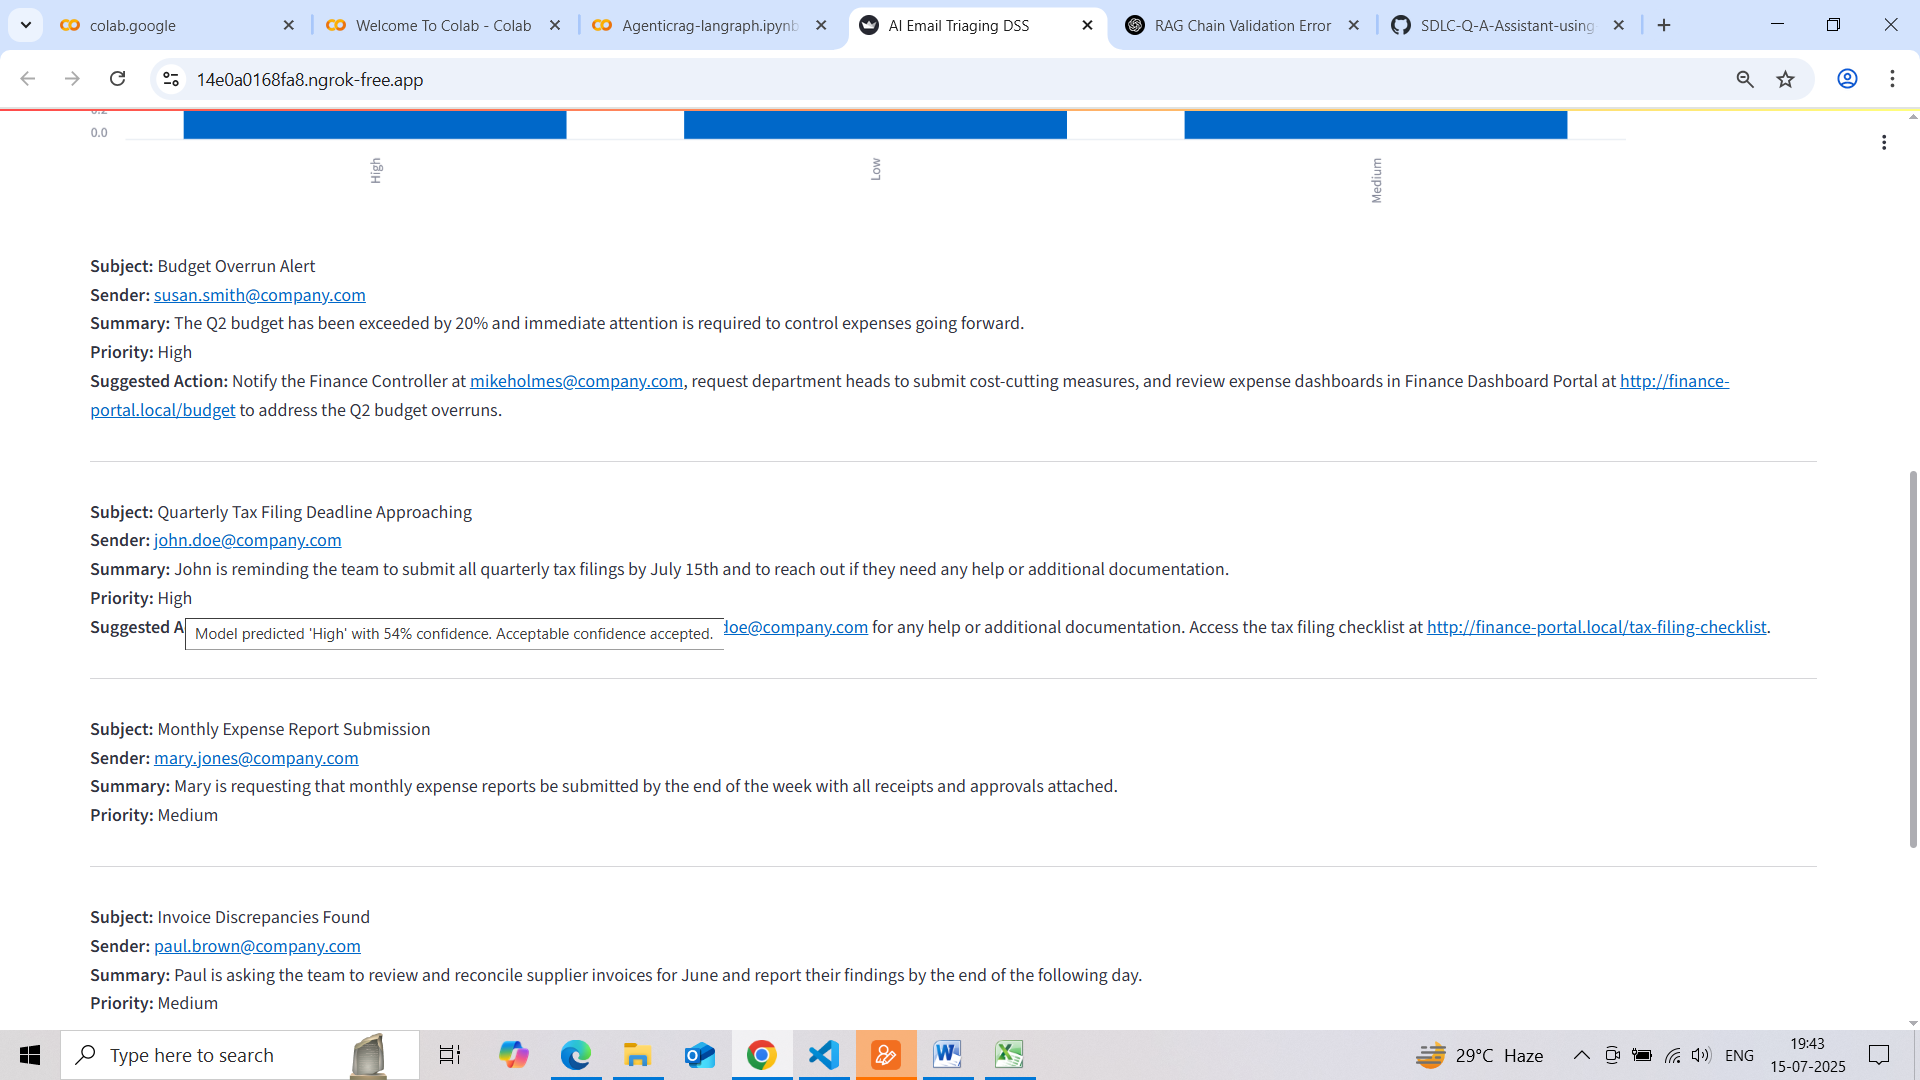 colab.google
Welcome To Colab - Colab
Agenticrag-langraph.ipynb
AI Email Triaging DSS
RAG Chain Validation Error
SDLC-Q-A-Assistant-using
14e0a0168fa8.ngrok-free.app
0.2
0.0
High
Low
Medium
Subject: Budget Overrun Alert
Sender: susan.smith@company.com
Summary: The Q2 budget has been exceeded by 20% and immediate attention is required to control expenses going forward.
Priority: High
Suggested Action: Notify the Finance Controller at mikeholmes@company.com, request department heads to submit cost-cutting measures, and review expense dashboards in Finance Dashboard Portal at http://finance-
portal.local/budget to address the Q2 budget overruns.
Subject: Quarterly Tax Filing Deadline Approaching
Sender: john.doe@company.com
Summary: John is reminding the team to submit all quarterly tax filings by July 15th and to reach out if they need any help or additional documentation.
Priority: High
Suggested A
Model predicted 'High' with 54% confidence. Acceptable confidence accepted.
doe@company.com for any help or additional documentation. Access the tax filing checklist at http://finance-portal.local/tax-filing-checklist.
Subject: Monthly Expense Report Submission
Sender: mary.jones@company.com
Summary: Mary is requesting that monthly expense reports be submitted by the end of the week with all receipts and approvals attached.
Priority: Medium
Subject: Invoice Discrepancies Found
Sender: paul.brown@company.com
Summary: Paul is asking the team to review and reconcile supplier invoices for June and report their findings by the end of the following day.
Priority: Medium
Type here to search
29°C Haze
ENG
19:43
15-07-2025